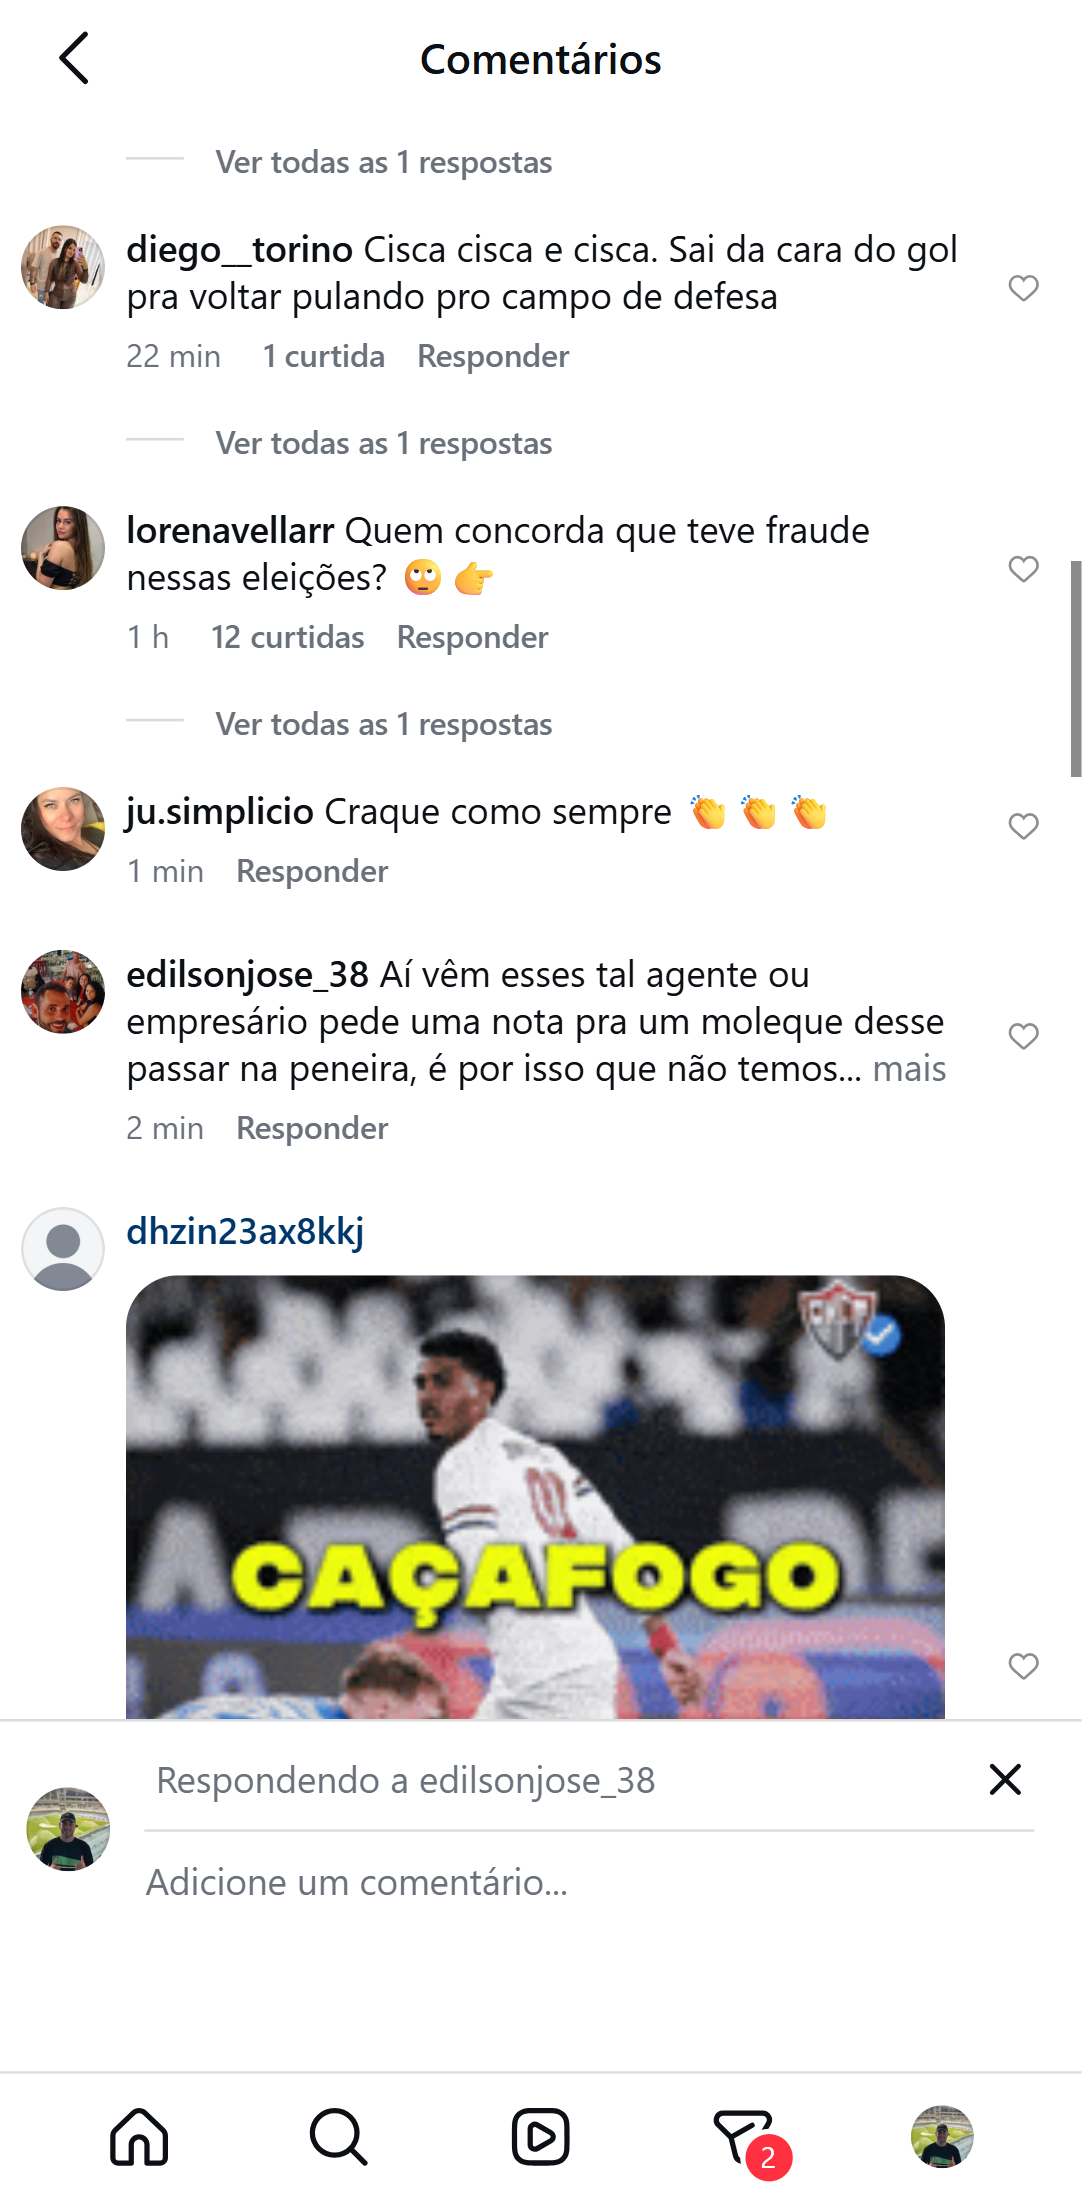 Comentários
Ver todas as 1 respostas
diego__torino Cisca cisca e cisca. Sai da cara do gol
pra voltar pulando pro campo de defesa
22 min 1 curtida Responder
Ver todas as 1 respostas
lorenavellarr Quem concorda que teve fraude
nessas eleições? 🙄 👉
1 h 12 curtidas Responder
Ver todas as 1 respostas
ju.simplicio Craque como sempre 👏 👏 👏
1 min Responder
edilsonjose_38 Aí vêm esses tal agente ou
empresário pede uma nota pra um moleque desse
passar na peneira, é por isso que não temos... mais
2 min Responder
dhzin23ax8kkj
CAÇAFOGO
Respondendo a edilsonjose_38
Adicione um comentário...
2